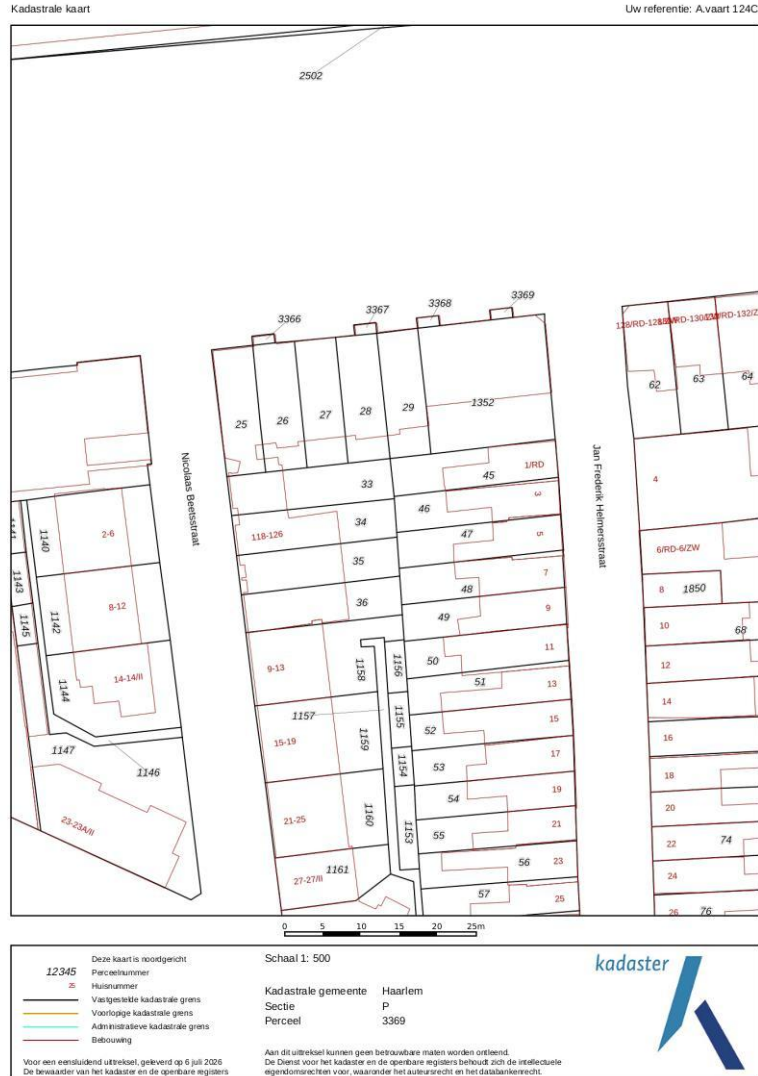 Kadastrale kaart Uw referentie: A.vaart 124C
2502
3369
3368
3367
3366
62 63 64
25 26 27 28 29 1352
Nicolaas Beetsstraat
Jan Frederik Helmersstraat
33 45 1/RD
4
46 3
118-126 34
47 5
1141 1140 2-6
35 7
6/RD-6/ZW
1143 48
8 1850
1142 8-12 36 49 9
10 68
1145
11
9-13 1158 1156 50
12
1144 14-14/II 51 13
14
1157 1155 52 15
15-19 1159
16
1147 1146 1154 53 17
18
54 19
20
23-23A/II 21-25 1160 1153 55 21
22 74
27-27/II 1161 56 23
24
57 25
26 76
0 5 10 15 20 25m
Deze kaart is noordgericht
12345 Perceelnummer
25 Huisnummer
Vastgestelde kadastrale grens
Voorlopige kadastrale grens
Administratieve kadastrale grens
Bebouwing
Voor een eensluidend uittreksel, geleverd op 6 juli 2026
De bewaarder van het kadaster en de openbare registers
Schaal 1: 500
Kadastrale gemeente Haarlem
Sectie P
Perceel 3369
Aan dit uittreksel kunnen geen betrouwbare maten worden ontleend.
De Dienst voor het kadaster en de openbare registers behoudt zich de intellectuele
eigendomsrechten voor, waaronder het auteursrecht en het databankenrecht.
kadaster